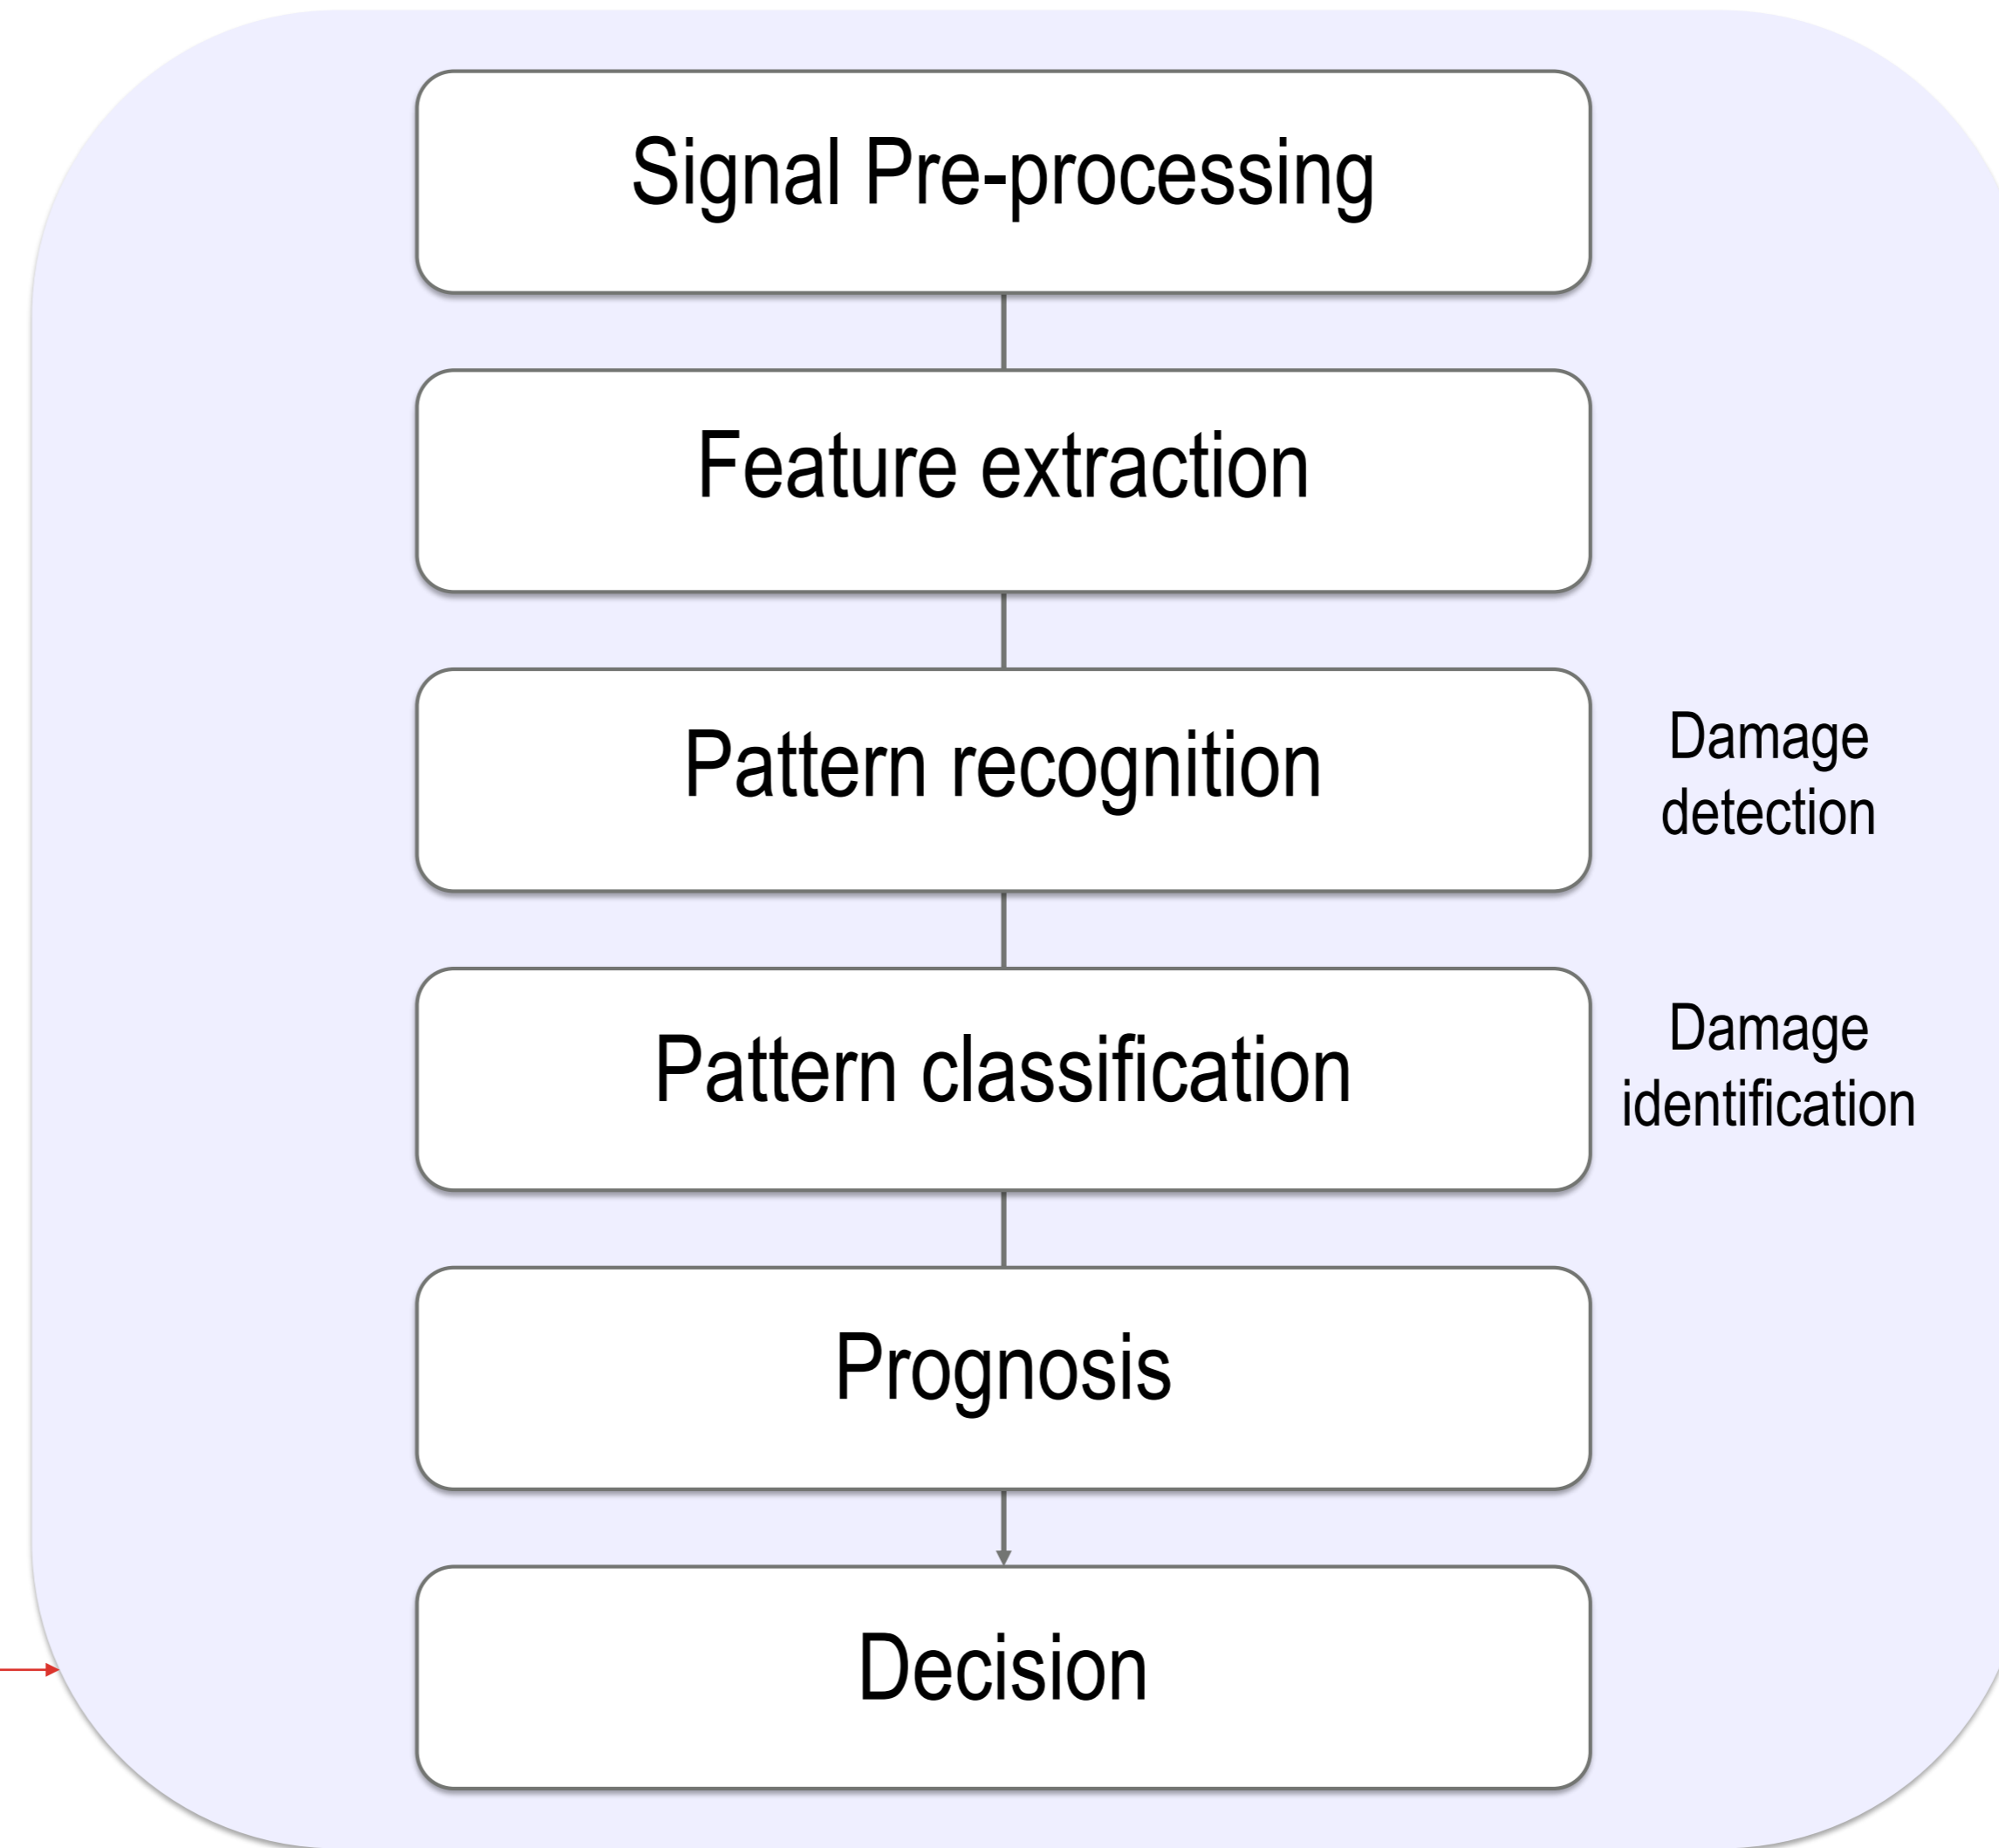 Signal Pre-processing
Feature extraction
Pattern recognition
Damage
detection
Pattern classification
Damage
identification
Prognosis
Decision